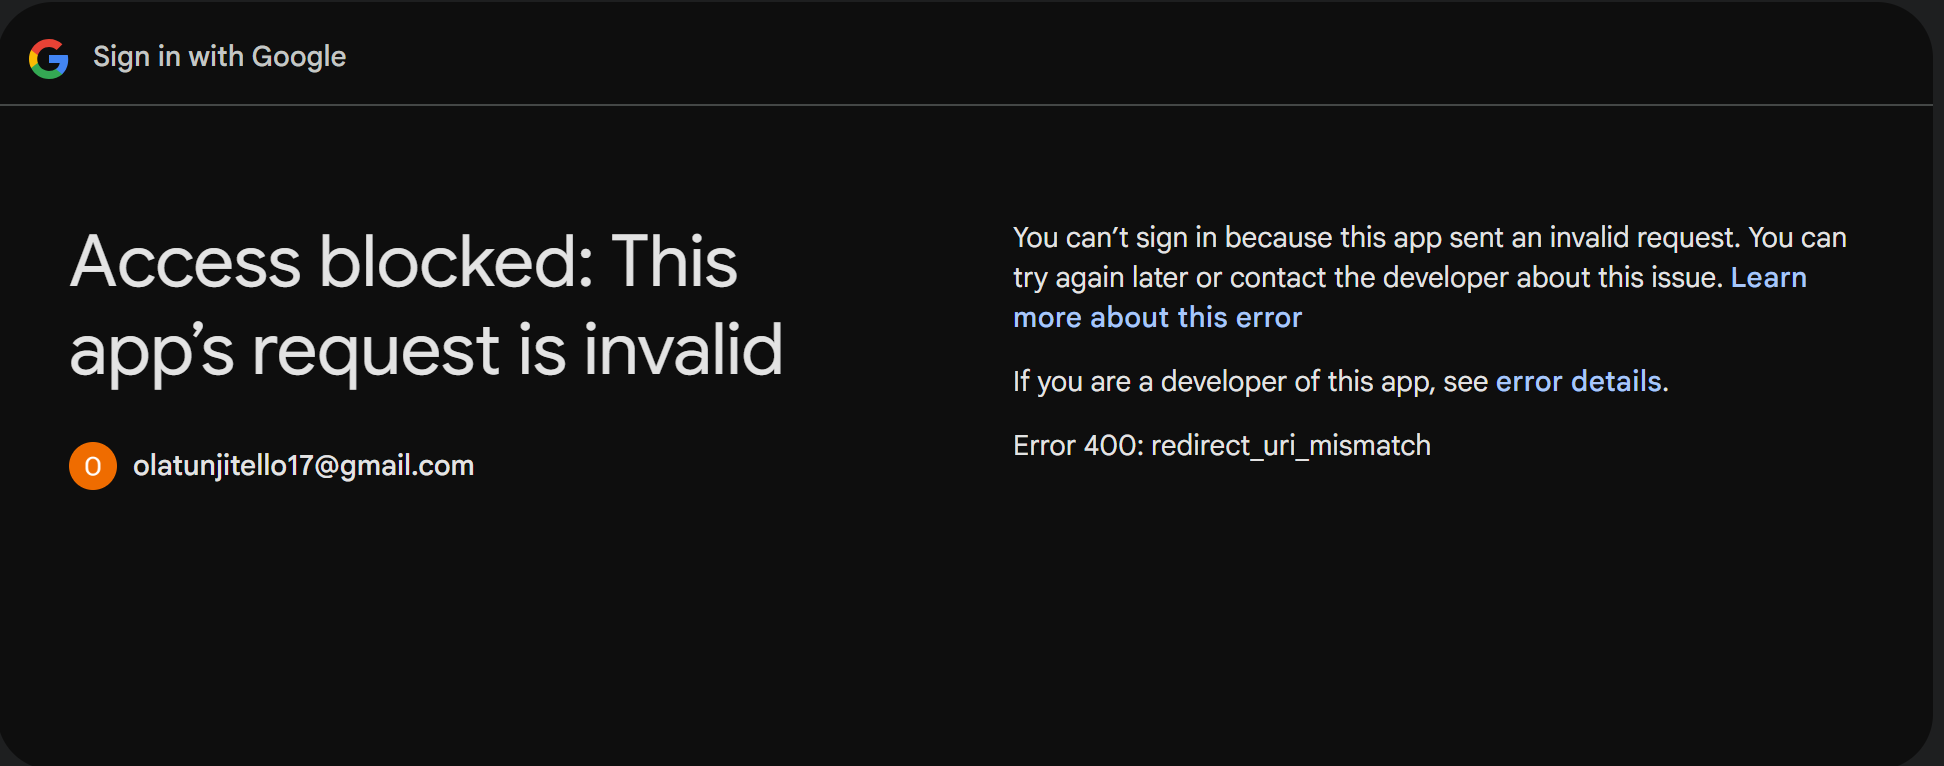 Sign in with Google
Access blocked: This
app’s request is invalid
O
olatunjitello17@gmail.com
You can’t sign in because this app sent an invalid request. You can
try again later or contact the developer about this issue. Learn
more about this error
If you are a developer of this app, see error details.
Error 400: redirect_uri_mismatch